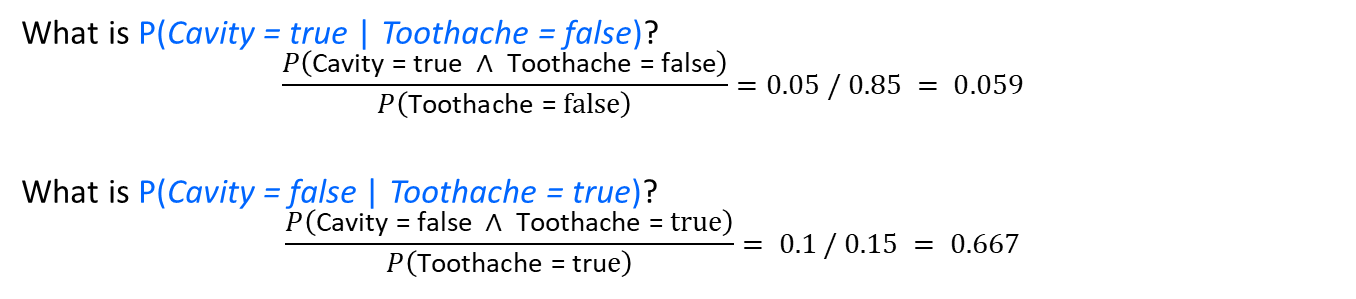 What is P(Cavity = true | Toothache = false)?
P(Cavity = true ∧ Toothache = false)
P(Toothache = false)
= 0.05 / 0.85 = 0.059
What is P(Cavity = false | Toothache = true)?
P(Cavity = false ∧ Toothache = true)
P(Toothache = true)
= 0.1 / 0.15 = 0.667